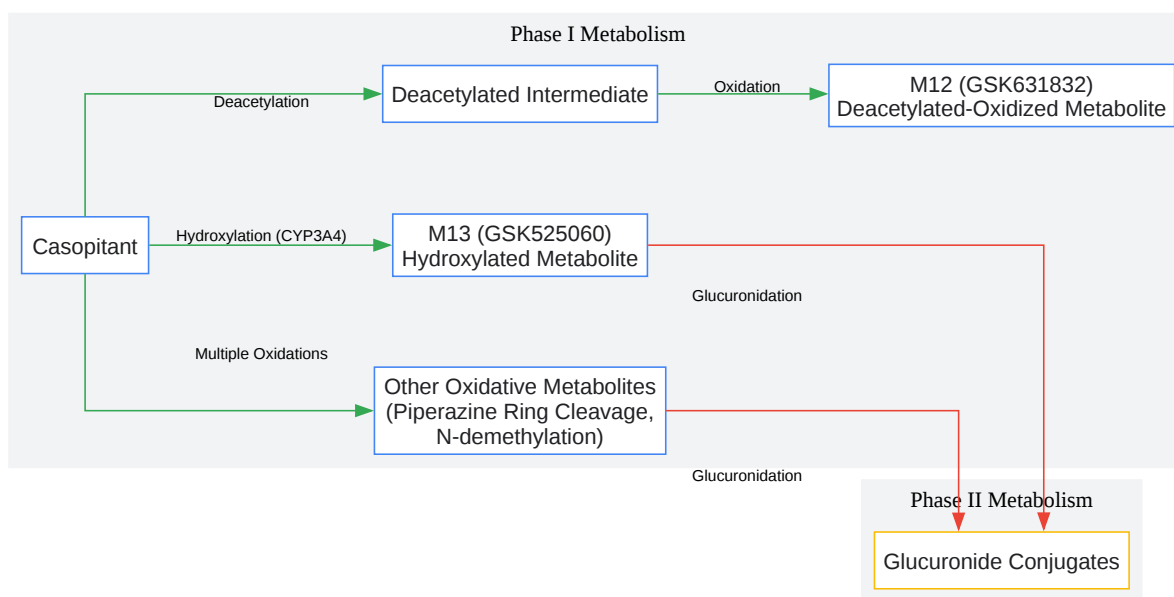 Phase I Metabolism
Deacetylation
Deacetylated Intermediate
Oxidation
M12 (GSK631832)
Deacetylated-Oxidized Metabolite
Casopitant
Hydroxylation (CYP3A4)
M13 (GSK525060)
Hydroxylated Metabolite
Glucuronidation
Multiple Oxidations
Other Oxidative Metabolites
(Piperazine Ring Cleavage,
N-demethylation)
Glucuronidation
Phase II Metabolism
Glucuronide Conjugates